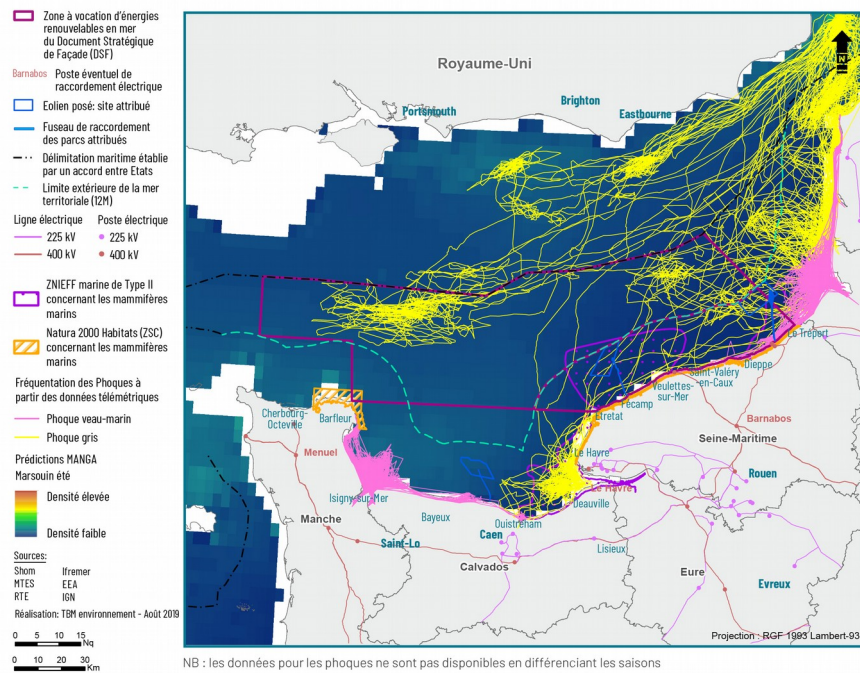 Zone à vocation d'énergies
renouvelables en mer
du Document Stratégique
de Façade (DSF)
Barnabos Poste éventuel de
raccordement électrique
Eolien posé: site attribué
Fuseau de raccordement
des parcs attribués
Délimitation maritime établie
par un accord entre Etats
Limite extérieure de la mer
territoriale (12M)
Ligne électrique Poste électrique
225 kV 225 kV
400 kV 400 kV
ZNIEFF marine de Type II
concernant les mammifères
marins
Natura 2000 Habitats (ZSC)
concernant les mammifères
marins
Fréquentation des Phoques à
partir des données télémétriques
Phoque veau-marin
Phoque gris
Prédictions MANGA
Marsouin été
Densité élevée
Densité faible
Sources:
Shom Ifremer
MTES EEA
RTE IGN
Réalisation: TBM environnement - Août 2019
0 5 10 15
Nq
0 10 20 30
Km
N
Royaume-Uni
Portsmouth
Brighton
Eastbourne
Le Tréport
Dieppe
Saint-Valéry
-en-Caux
Veulettes-
sur-Mer
Fécamp
Etretat
Cherbourg-
Octeville
Barfleur
Barnabos
Seine-Maritime
Menuel
Le Havre
Le Havre
Rouen
Isigny-sur-Mer
Deauville
Manche
Bayeux
Ouistreham
Caen
Saint-Lo
Lisieux
Calvados
Eure
Evreux
Projection : RGF 1993 Lambert-93
NB : les données pour les phoques ne sont pas disponibles en différenciant les saisons